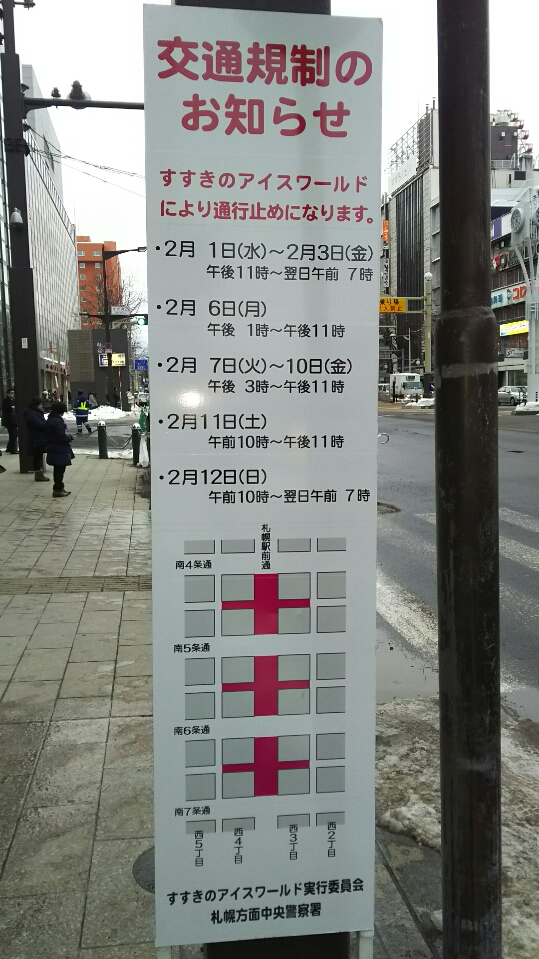 交通規制の
お知らせ
すすきのアイスワールド
により通行止めになります。
・2月 1日(水)～2月3日(金)
午後11時～翌日午前 7時
・2月 6日(月)
午後 1時～午後11時
・2月 7日(火)～10日(金)
午後 3時～午後11時
・2月11日(土)
午前10時～午後11時
・2月12日(日)
午前10時～翌日午前 7時
札幌駅前通
南4条通
南5条通
南6条通
南7条通
西5丁目
西4丁目
西3丁目
西2丁目
すすきのアイスワールド実行委員会
札幌方面中央警察署